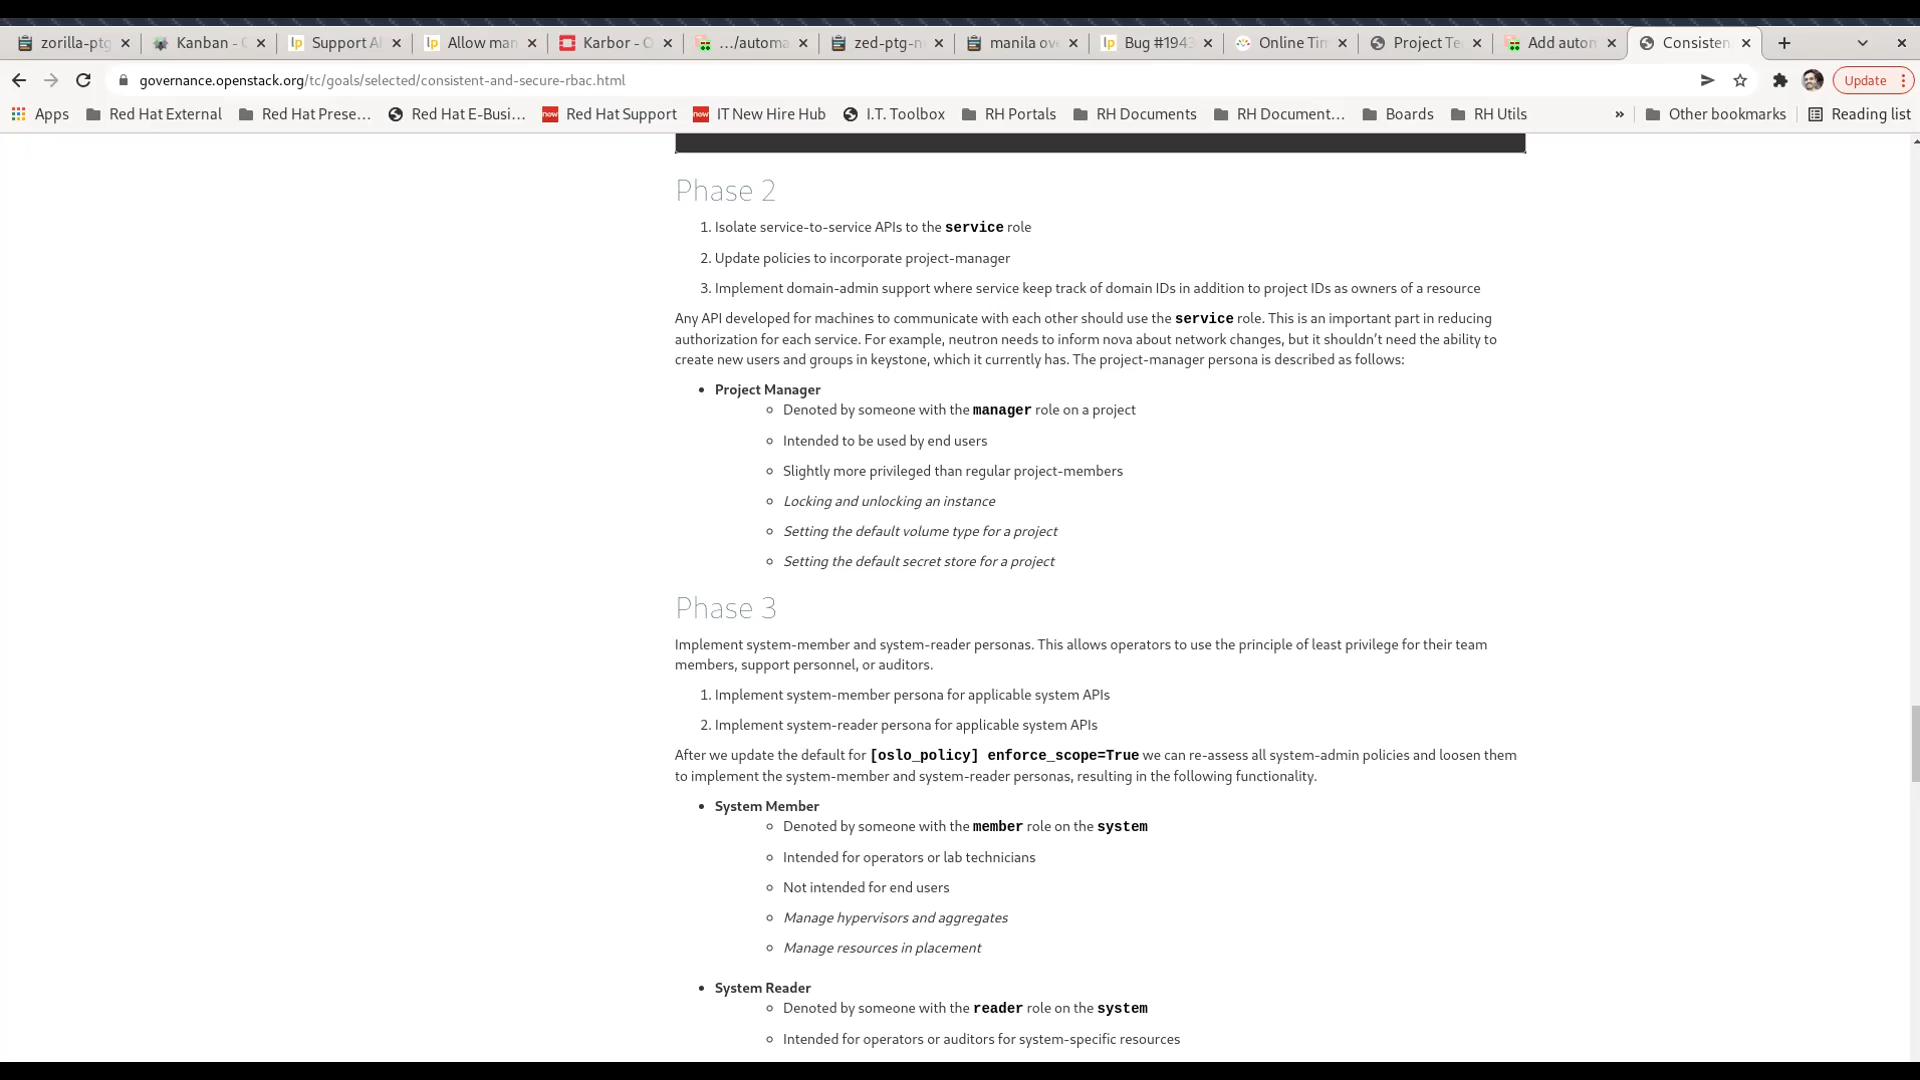 zorilla-ptg
Kanban - C
Support Al
Allow man
Karbor - O
.../automa
zed-ptg-n
manila ove
Bug #1943
Online Tim
Project Te
Add autom
Consisten
governance.openstack.org/tc/goals/selected/consistent-and-secure-rbac.html
Update
Apps
Red Hat External
Red Hat Prese...
Red Hat E-Busi...
now Red Hat Support
now IT New Hire Hub
I.T. Toolbox
RH Portals
RH Documents
RH Document...
Boards
RH Utils
»
Other bookmarks
Reading list
Phase 2
1. Isolate service-to-service APIs to the service role
2. Update policies to incorporate project-manager
3. Implement domain-admin support where service keep track of domain IDs in addition to project IDs as owners of a resource
Any API developed for machines to communicate with each other should use the service role. This is an important part in reducing
authorization for each service. For example, neutron needs to inform nova about network changes, but it shouldn’t need the ability to
create new users and groups in keystone, which it currently has. The project-manager persona is described as follows:
• Project Manager
◦ Denoted by someone with the manager role on a project
◦ Intended to be used by end users
◦ Slightly more privileged than regular project-members
◦ Locking and unlocking an instance
◦ Setting the default volume type for a project
◦ Setting the default secret store for a project
Phase 3
Implement system-member and system-reader personas. This allows operators to use the principle of least privilege for their team
members, support personnel, or auditors.
1. Implement system-member persona for applicable system APIs
2. Implement system-reader persona for applicable system APIs
After we update the default for [oslo_policy] enforce_scope=True we can re-assess all system-admin policies and loosen them
to implement the system-member and system-reader personas, resulting in the following functionality.
• System Member
◦ Denoted by someone with the member role on the system
◦ Intended for operators or lab technicians
◦ Not intended for end users
◦ Manage hypervisors and aggregates
◦ Manage resources in placement
• System Reader
◦ Denoted by someone with the reader role on the system
◦ Intended for operators or auditors for system-specific resources